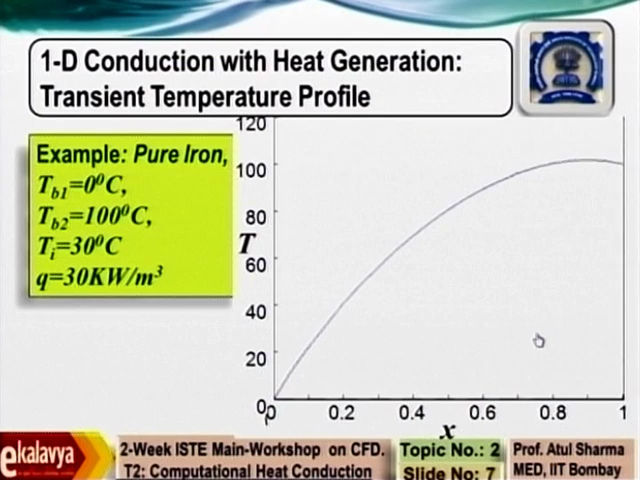 1-D Conduction with Heat Generation:
Transient Temperature Profile
Example: Pure Iron,
T_b1=0⁰C,
T_b2=100⁰C,
T_i=30⁰C
q=30KW/m³
120
100
80
T
60
40
20
0
0 0.2 0.4 0.6 0.8 1
x
ekalavya
2-Week ISTE Main-Workshop on CFD.
T2: Computational Heat Conduction
Topic No.: 2
Slide No: 7
Prof. Atul Sharma
MED, IIT Bombay